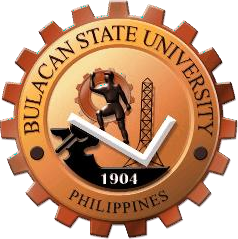 BULACAN STATE UNIVERSITY
1904
PHILIPPINES